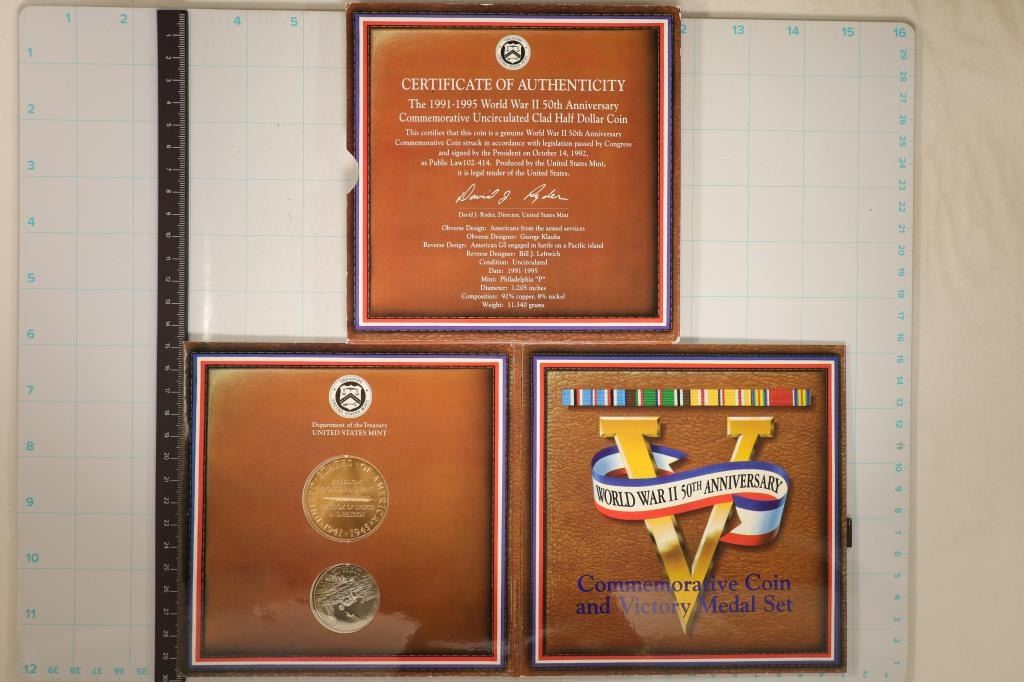 CERTIFICATE OF AUTHENTICITY
The 1991-1995 World War II 50th Anniversary
Commemorative Uncirculated Clad Half Dollar Coin
This certifies that this coin is a genuine World War II 50th Anniversary
Commemorative Coin struck in accordance with legislation passed by Congress
and signed by the President on October 14, 1992,
as Public Law102-414. Produced by the United States Mint,
it is legal tender of the United States.
David J. Ryder
David J. Ryder, Director, United States Mint
Obverse Design: Americans from the armed services
Obverse Designer: George Klauba
Reverse Design: American GI engaged in battle on a Pacific island
Reverse Designer: Bill J. Leftwich
Condition: Uncirculated
Date: 1991-1995
Mint: Philadelphia "P"
Diameter: 1.205 inches
Composition: 92% copper, 8% nickel
Weight: 11.340 grams
Department of the Treasury
UNITED STATES MINT
UNITED STATES OF AMERICA
1941 · 1945
WORLD WAR II 50TH ANNIVERSARY
Commemorative Coin
and Victory Medal Set